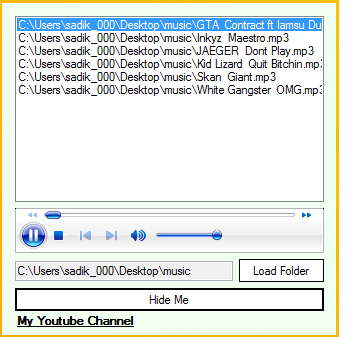 C:\Users\sadik_000\Desktop\music\GTA  Contract ft Iamsu Du
C:\Users\sadik_000\Desktop\music\Inkyz  Maestro.mp3
C:\Users\sadik_000\Desktop\music\JAEGER  Dont Play.mp3
C:\Users\sadik_000\Desktop\music\Kid Lizard  Quit Bitchin.mp3
C:\Users\sadik_000\Desktop\music\Skan  Giant.mp3
C:\Users\sadik_000\Desktop\music\White Gangster  OMG.mp3
C:\Users\sadik_000\Desktop\music Load Folder
Hide Me
My Youtube Channel